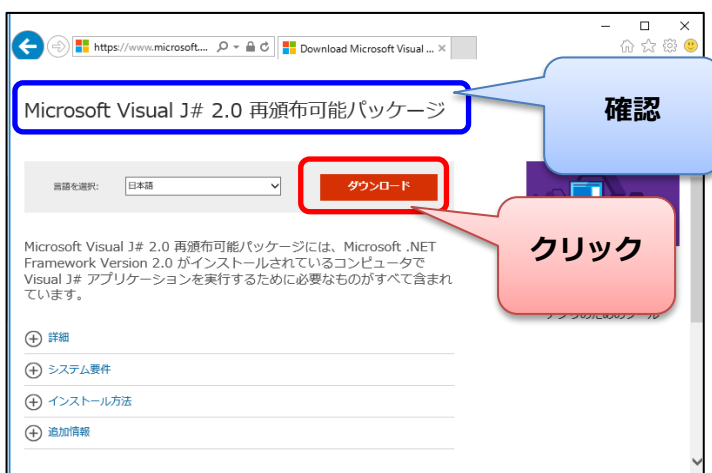 https://www.microsoft....
Download Microsoft Visual ...
Microsoft Visual J# 2.0 再頒布可能パッケージ
確認
言語を選択:
日本語
ダウンロード
クリック
Microsoft Visual J# 2.0 再頒布可能パッケージには、Microsoft .NET
Framework Version 2.0 がインストールされているコンピュータで
Visual J# アプリケーションを実行するために必要なものがすべて含まれ
ています。
詳細
システム要件
インストール方法
追加情報